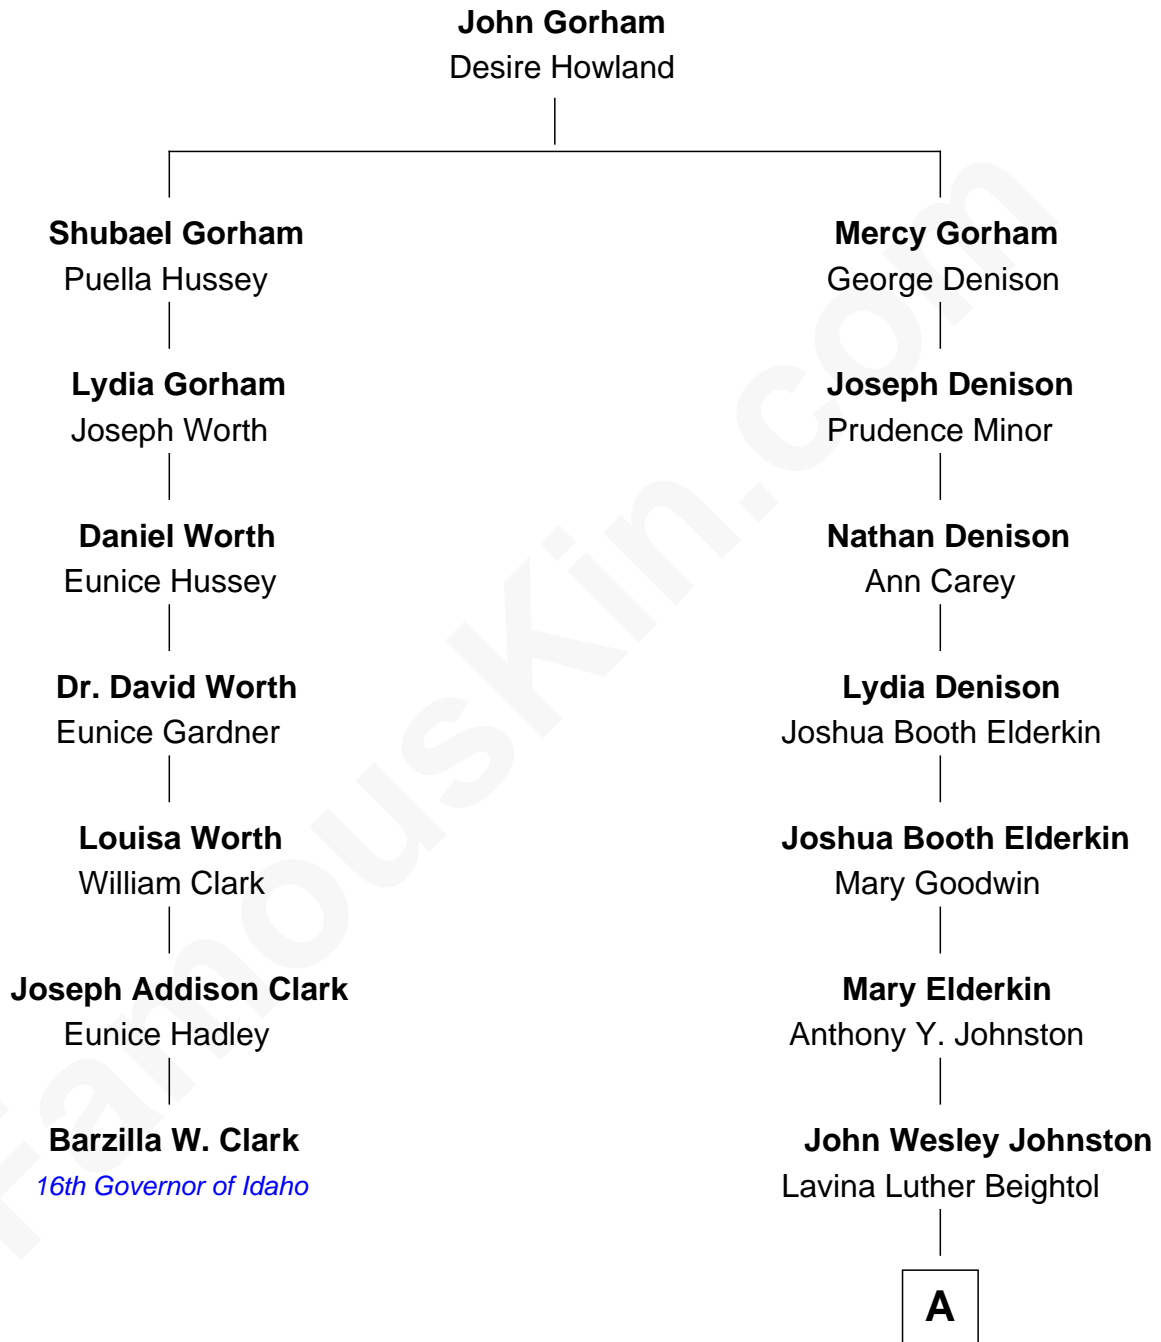 John Gorham
Desire Howland
Shubael Gorham
Puella Hussey
Mercy Gorham
George Denison
Lydia Gorham
Joseph Worth
Joseph Denison
Prudence Minor
Daniel Worth
Eunice Hussey
Nathan Denison
Ann Carey
Dr. David Worth
Eunice Gardner
Lydia Denison
Joshua Booth Elderkin
Louisa Worth
William Clark
Joshua Booth Elderkin
Mary Goodwin
Joseph Addison Clark
Eunice Hadley
Mary Elderkin
Anthony Y. Johnston
Barzilla W. Clark
16th Governor of Idaho
John Wesley Johnston
Lavina Luther Beightol
A
FamousKin.com